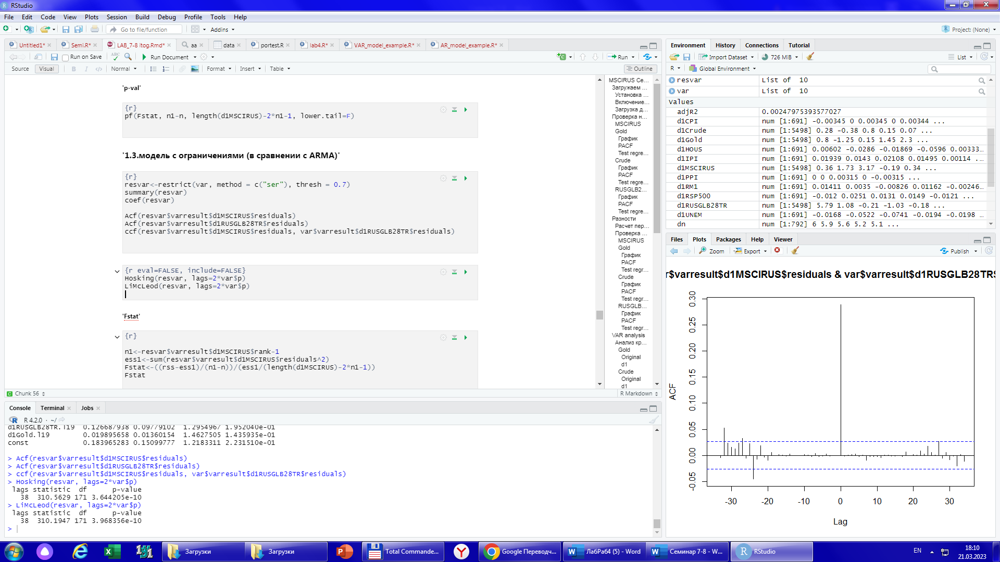 RStudio
File Edit Code View Plots Session Build Debug Profile Tools Help
Go to file/function Addins Project: (None)
Untitled1* Semi.R* LAB_7-8 itog.Rmd* aa data portest.R lab4.R* VAR_model_example.R* AR_model_example.R*
Run on Save ABC Run Document Run
Source Visual B I </> Normal Format Insert Table Outline
'p-val'
{r}
pf(Fstat, n1-n, length(d1MSCIRUS)-2*n1-1, lower.tail=F)
'1.3.модель с ограничениями (в сравнении с ARMA)'
{r}
resvar<-restrict(var, method = c("ser"), thresh = 0.7)
summary(resvar)
coef(resvar)
Acf(resvar$varresult$d1MSCIRUS$residuals)
Acf(resvar$varresult$d1RUSGLB28TR$residuals)
ccf(resvar$varresult$d1MSCIRUS$residuals, var$varresult$d1RUSGLB28TR$residuals)
{r eval=FALSE, include=FALSE}
Hosking(resvar, lags=2*var$p)
LiMcLeod(resvar, lags=2*var$p)
'Fstat'
{r}
n1<-resvar$varresult$d1MSCIRUS$rank-1
ess1<-sum(resvar$varresult$d1MSCIRUS$residuals^2)
Fstat<-((rss-ess1)/(n1-n))/(ess1/(length(d1MSCIRUS)-2*n1-1))
Fstat
MSCIRUS Ce...
Загружаем ...
Установка ...
Включение...
Загрузка д...
Проверка н...
MSCIRUS
Gold
График
PACF
Test regre...
Crude
График
PACF
Test regre...
RUSGLB2...
График
PACF
Test regre...
Разности
Расчет пер...
Проверка ...
MSCIRUS
Gold
График
PACF
Test regr...
Crude
График
PACF
Test regr...
RUSGLB...
График
PACF
Test regr...
VAR analysis
Анализ кр...
Gold
Original
d1
Crude
Original
d1
Chunk 56 R Markdown
Console Terminal Jobs
R 4.2.0 · ~/
d1RUSGLB28TR.l19 0.126687938 0.09779102 1.2954967 1.952040e-01
d1Gold.l19 0.019895658 0.01360154 1.4627505 1.435935e-01
const 0.183965283 0.15099777 1.2183311 2.231510e-01
> Acf(resvar$varresult$d1MSCIRUS$residuals)
> Acf(resvar$varresult$d1RUSGLB28TR$residuals)
> ccf(resvar$varresult$d1MSCIRUS$residuals, var$varresult$d1RUSGLB28TR$residuals)
> Hosking(resvar, lags=2*var$p)
lags statistic df p-value
38 310.5629 171 3.644205e-10
> LiMcLeod(resvar, lags=2*var$p)
lags statistic df p-value
38 310.1947 171 3.968356e-10
>
Environment History Connections Tutorial
Import Dataset 726 MiB List
R Global Environment
resvar List of 10
var List of 10
Values
adjR2 0.00247975393577027
d1CPI num [1:691] -0.00345 0 0.00345 0 0.00344 ...
d1Crude num [1:5498] 0.28 -0.38 0.8 0.15 0.07 ...
d1Gold num [1:5498] 0.8 -1.25 0.15 1.45 2.3 ...
d1HOUS num [1:691] 0.00602 -0.0286 -0.01869 -0.0596 0.00333...
d1IPI num [1:691] 0.01939 0.0143 0.02108 0.01495 0.00114 ...
d1MSCIRUS num [1:5498] 0.36 1.73 3.17 -0.19 0.34 ...
d1PPI num [1:691] 0 0 0.00315 0 -0.00315 ...
d1RM1 num [1:691] 0.01411 0.0035 -0.00826 0.01162 -0.00246...
d1RSP500 num [1:691] -0.012 0.0251 0.0131 0.0149 -0.0121 ...
d1RUSGLB28TR num [1:5498] 5.79 1.08 -0.21 -1.03 -0.18 ...
d1UNEM num [1:691] -0.0168 -0.0522 -0.0741 -0.0194 -0.0198 ...
dn num [1:792] 6 5.9 5.6 5.2 5.1 ...
Files Plots Packages Help Viewer
Zoom Export Publish
r$varresult$d1MSCIRUS$residuals & var$varresult$d1RUSGLB28TR$
ACF
0.30
0.25
0.20
0.15
0.10
0.05
0.00
-0.05
-30 -20 -10 0 10 20 30
Lag
Загрузки Загрузки Total Commande... Google Переводч... ЛабРаб4 (5) - Word Семинар 7-8 - W... RStudio
EN 18:10
21.03.2023